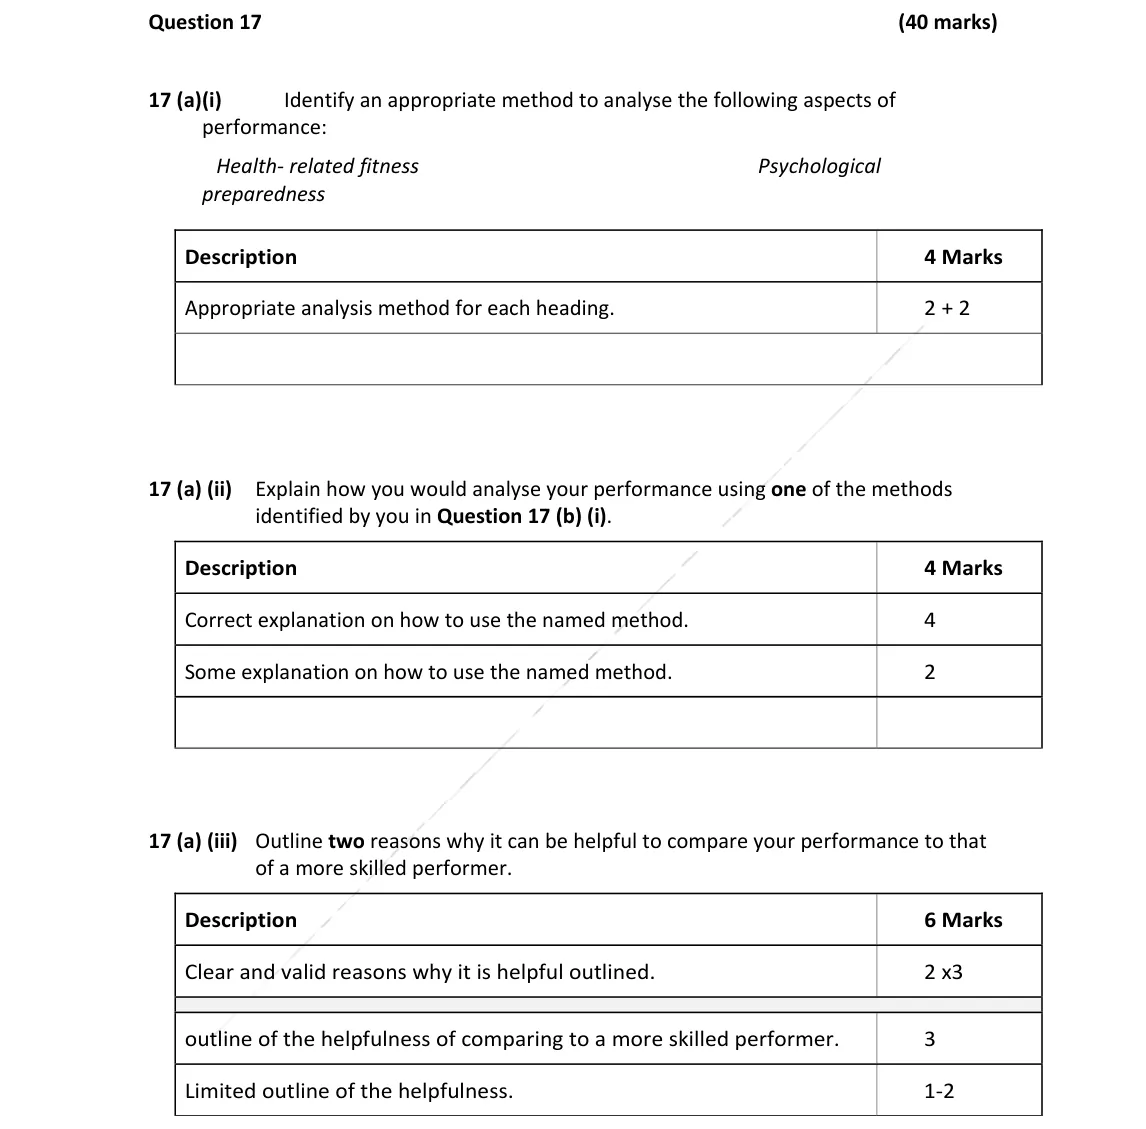 Question 17 (40 marks)
17 (a)(i) Identify an appropriate method to analyse the following aspects of
performance:
Health- related fitness Psychological
preparedness
Description 4 Marks
Appropriate analysis method for each heading. 2 + 2
17 (a) (ii) Explain how you would analyse your performance using one of the methods
identified by you in Question 17 (b) (i).
Description 4 Marks
Correct explanation on how to use the named method. 4
Some explanation on how to use the named method. 2
17 (a) (iii) Outline two reasons why it can be helpful to compare your performance to that
of a more skilled performer.
Description 6 Marks
Clear and valid reasons why it is helpful outlined. 2 x3
outline of the helpfulness of comparing to a more skilled performer. 3
Limited outline of the helpfulness. 1-2